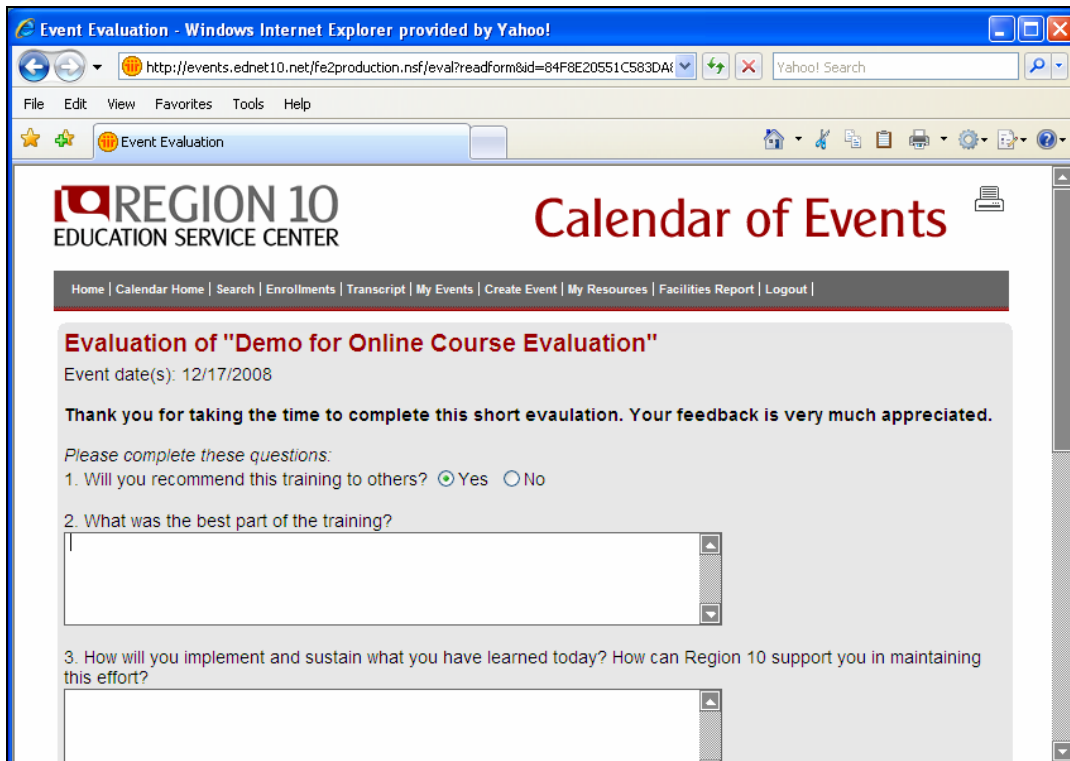 Event Evaluation - Windows Internet Explorer provided by Yahoo!
http://events.ednet10.net/fe2production.nsf/eval?readform&id=84F8E20551C583DA
Yahoo! Search
File Edit View Favorites Tools Help
Event Evaluation
REGION 10
EDUCATION SERVICE CENTER
Calendar of Events
Home | Calendar Home | Search | Enrollments | Transcript | My Events | Create Event | My Resources | Facilities Report | Logout |
Evaluation of "Demo for Online Course Evaluation"
Event date(s): 12/17/2008
Thank you for taking the time to complete this short evaulation. Your feedback is very much appreciated.
Please complete these questions:
1. Will you recommend this training to others? Yes No
2. What was the best part of the training?
3. How will you implement and sustain what you have learned today? How can Region 10 support you in maintaining
this effort?